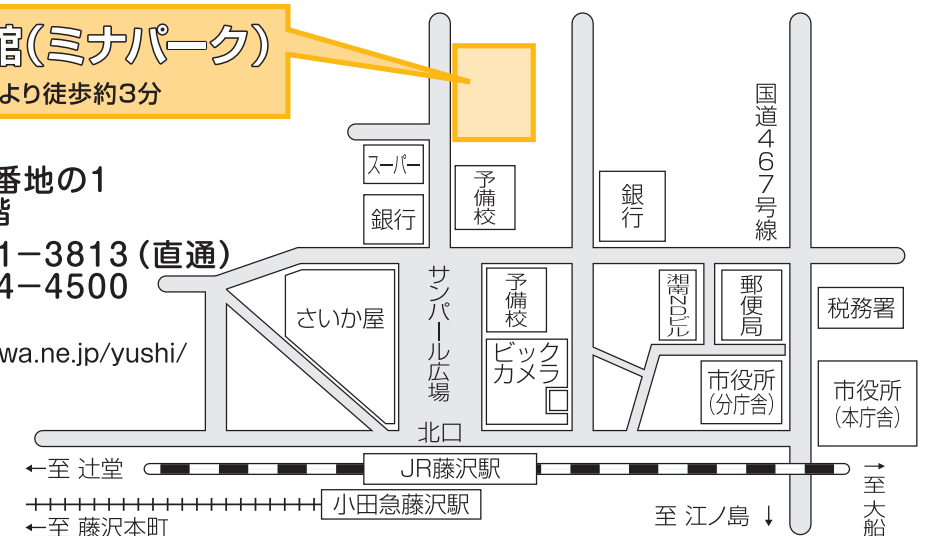 館(ミナパーク)
より徒歩約3分
番地の1
階
1−3813(直通)
4−4500
wa.ne.jp/yushi/
スーパー
銀行
予備校
銀行
国道467号線
さいか屋
サンパール広場
予備校
ビックカメラ
湘南NDビル
郵便局
税務署
市役所
(分庁舎)
市役所
(本庁舎)
北口
←至 辻堂
JR藤沢駅
→至大船
小田急藤沢駅
←至 藤沢本町
至 江ノ島 ↓